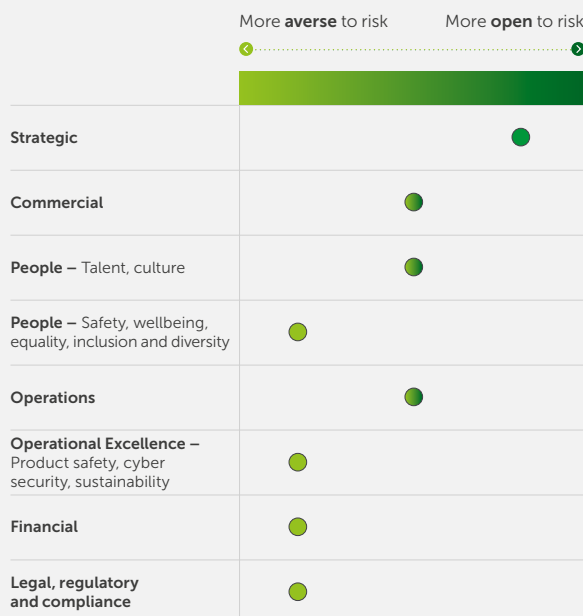 More averse to risk
More open to risk
Strategic
Commercial
People – Talent, culture
People – Safety, wellbeing,
equality, inclusion and diversity
Operations
Operational Excellence –
Product safety, cyber
security, sustainability
Financial
Legal, regulatory
and compliance